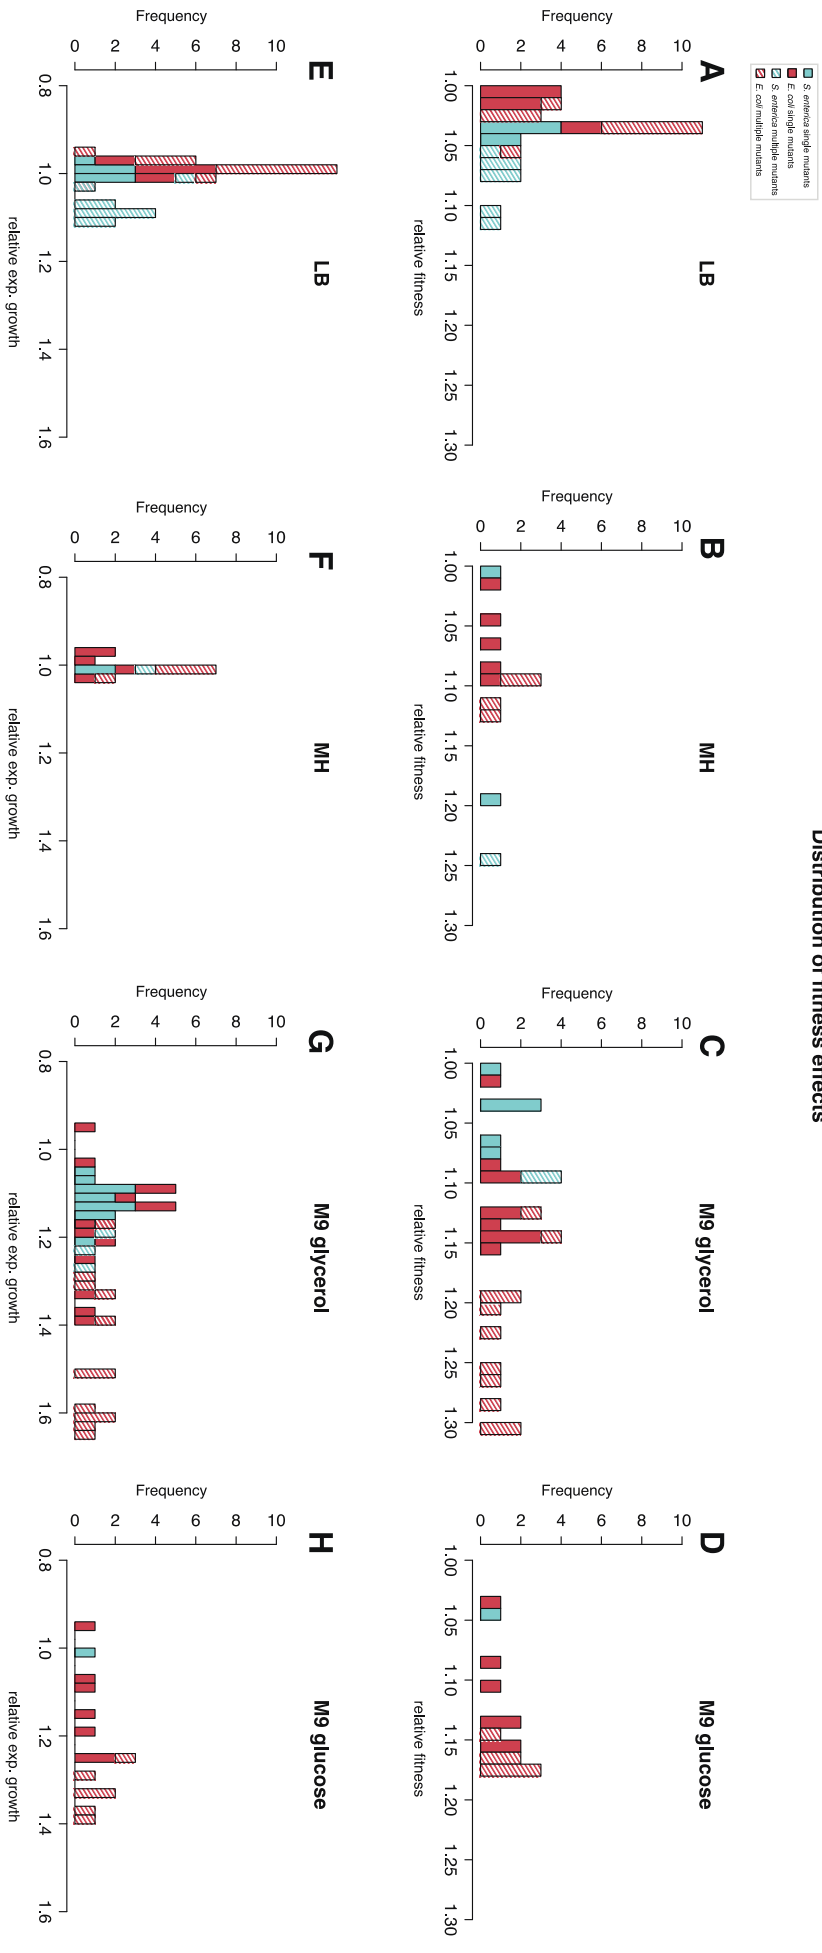 Distribution of fitness effects
S. enterica single mutants
E. coli single mutants
S. enterica multiple mutants
E. coli multiple mutants
A
LB
Frequency
0 2 4 6 8 10
1.00 1.05 1.10 1.15 1.20 1.25 1.30
relative fitness
B
MH
Frequency
0 2 4 6 8 10
1.00 1.05 1.10 1.15 1.20 1.25 1.30
relative fitness
C
M9 glycerol
Frequency
0 2 4 6 8 10
1.00 1.05 1.10 1.15 1.20 1.25 1.30
relative fitness
D
M9 glucose
Frequency
0 2 4 6 8 10
1.00 1.05 1.10 1.15 1.20 1.25 1.30
relative fitness
E
LB
Frequency
0 2 4 6 8 10
0.8 1.0 1.2 1.4 1.6
relative exp. growth
F
MH
Frequency
0 2 4 6 8 10
0.8 1.0 1.2 1.4 1.6
relative exp. growth
G
M9 glycerol
Frequency
0 2 4 6 8 10
0.8 1.0 1.2 1.4 1.6
relative exp. growth
H
M9 glucose
Frequency
0 2 4 6 8 10
0.8 1.0 1.2 1.4 1.6
relative exp. growth